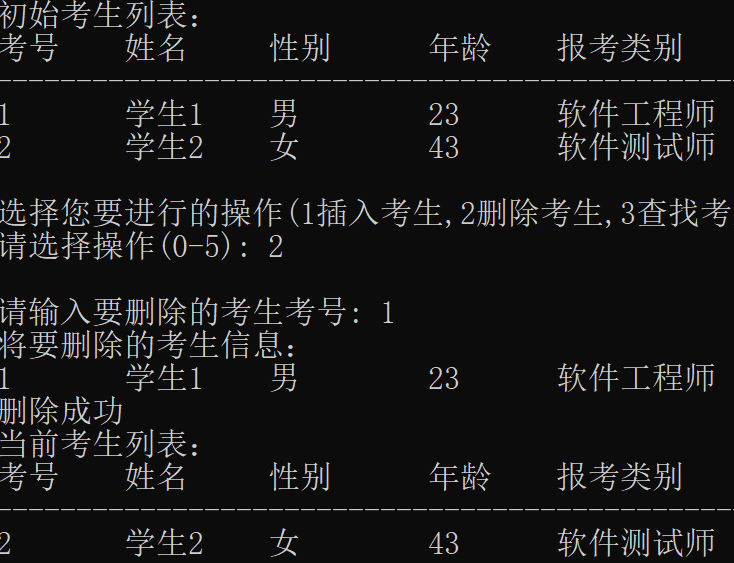 初始考生列表：
考号 姓名 性别 年龄 报考类别
-----------------------------------------------
1 学生1 男 23 软件工程师
2 学生2 女 43 软件测试师
选择您要进行的操作(1插入考生,2删除考生,3查找考
请选择操作(0-5): 2
请输入要删除的考生考号: 1
将要删除的考生信息：
1 学生1 男 23 软件工程师
删除成功
当前考生列表：
考号 姓名 性别 年龄 报考类别
-----------------------------------------------
2 学生2 女 43 软件测试师